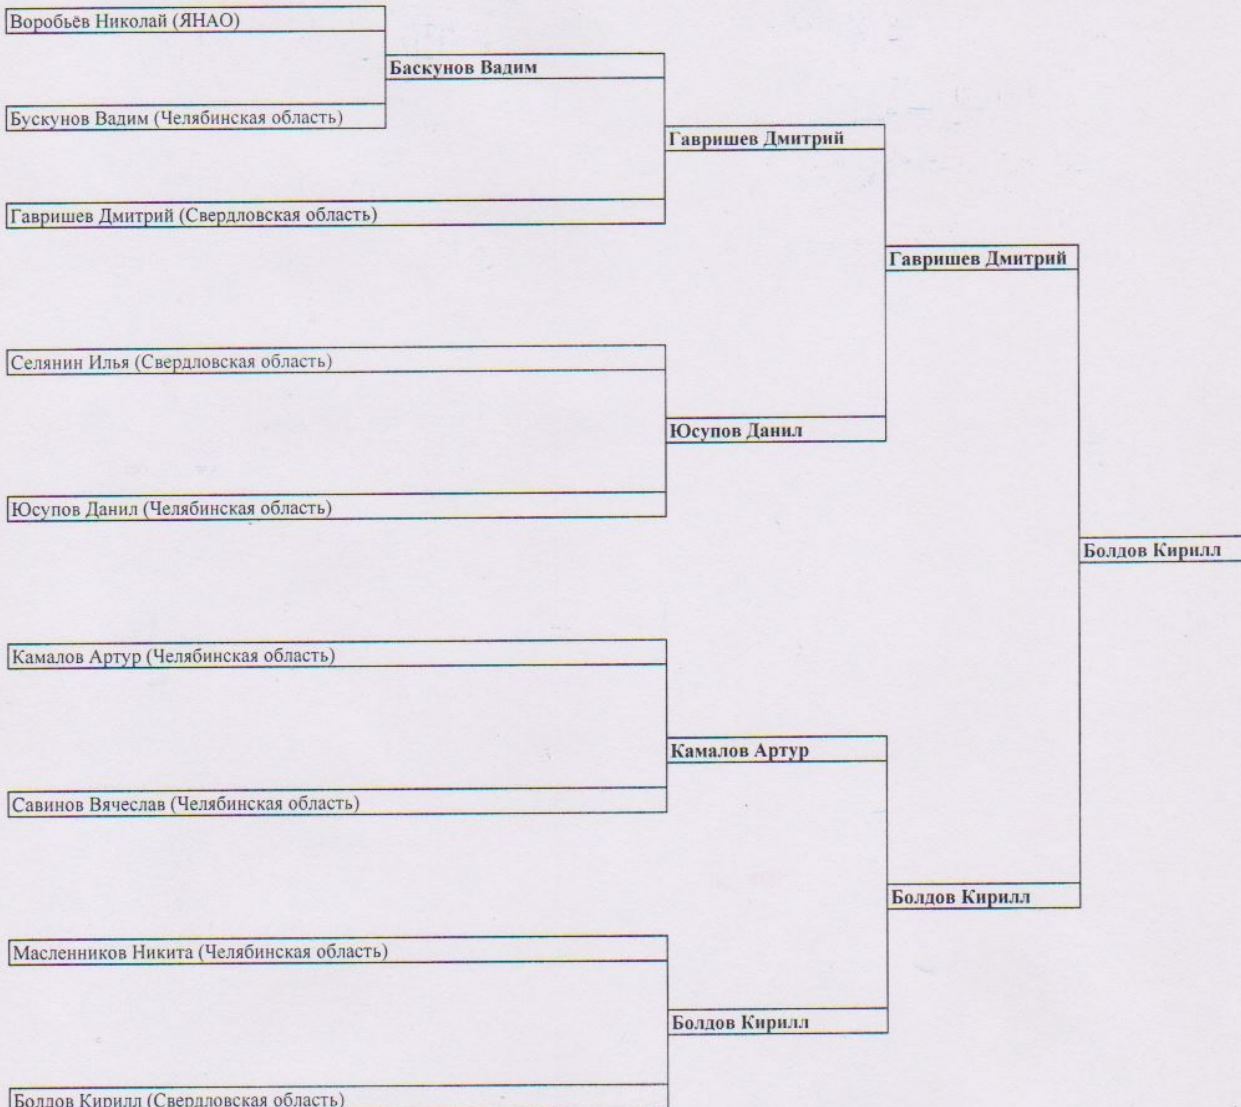 Воробьёв Николай (ЯНАО)
Баскунов Вадим
Бускунов Вадим (Челябинская область)
Гавришев Дмитрий
Гавришев Дмитрий (Свердловская область)
Гавришев Дмитрий
Селянин Илья (Свердловская область)
Юсупов Данил
Юсупов Данил (Челябинская область)
Болдов Кирилл
Камалов Артур (Челябинская область)
Камалов Артур
Савинов Вячеслав (Челябинская область)
Болдов Кирилл
Масленников Никита (Челябинская область)
Болдов Кирилл
Болдов Кирилл (Свердловская область)